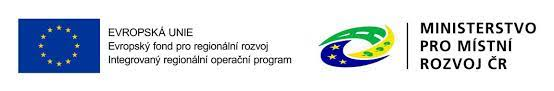 EVROPSKÁ UNIE
Evropský fond pro regionální rozvoj
Integrovaný regionální operační program
MINISTERSTVO
PRO MÍSTNÍ
ROZVOJ ČR